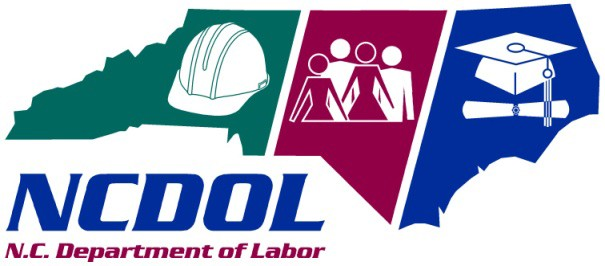 NCDOL
N.C. Department of Labor